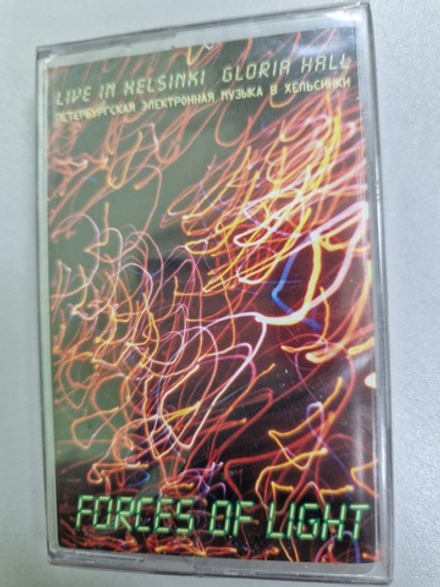 LIVE IN HELSINKI GLORIA HALL
ПЕТЕРБУРГСКАЯ ЭЛЕКТРОННАЯ МУЗЫКА В ХЕЛЬСИНКИ
FORCES OF LIGHT